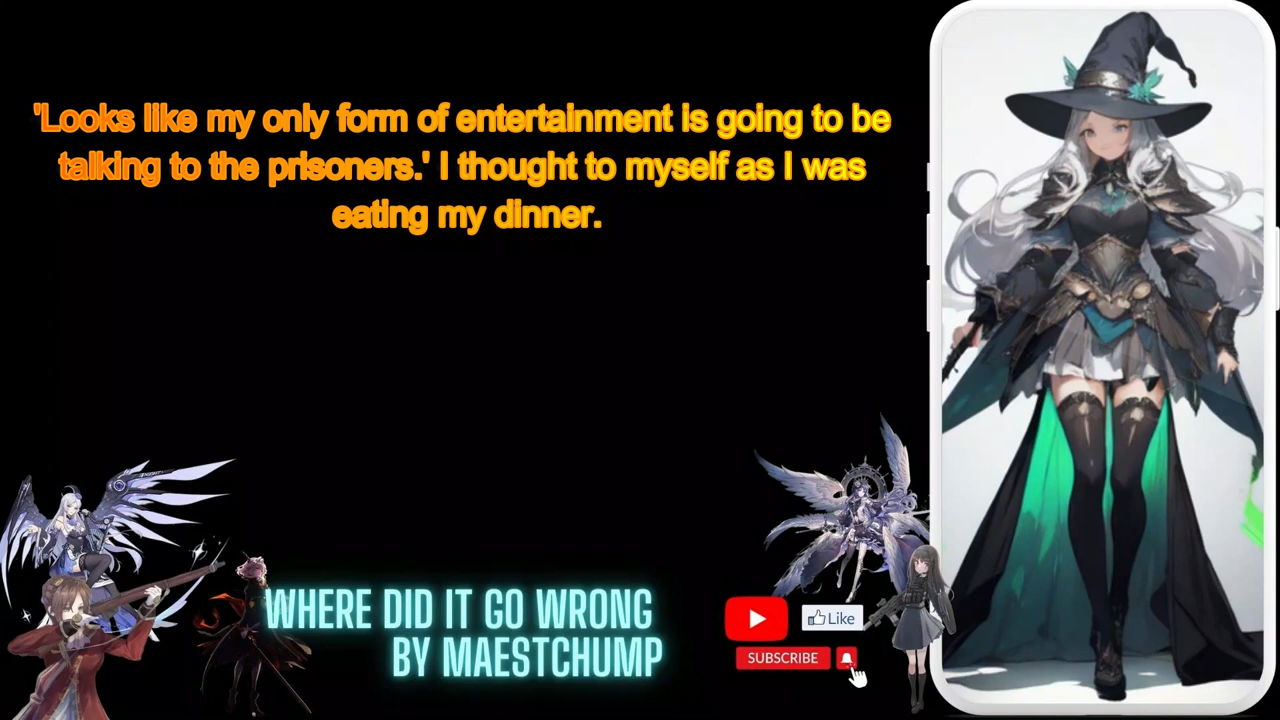 'Looks like my only form of entertainment is going to be
talking to the prisoners.' I thought to myself as I was
eating my dinner.
WHERE DID IT GO WRONG
BY MAESTCHUMP
Like
SUBSCRIBE